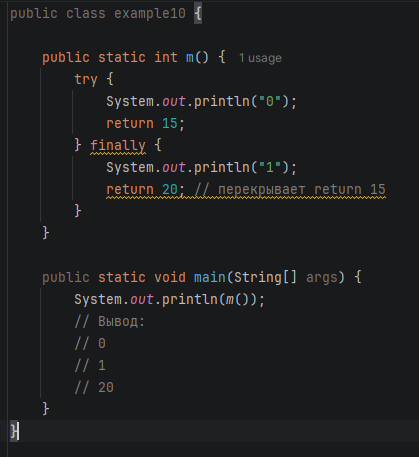 public class example10 {
public static int m() { 1 usage
try {
System.out.println("0");
return 15;
} finally {
System.out.println("1");
return 20; // перекрывает return 15
}
}
public static void main(String[] args) {
System.out.println(m());
// Вывод:
// 0
// 1
// 20
}
}